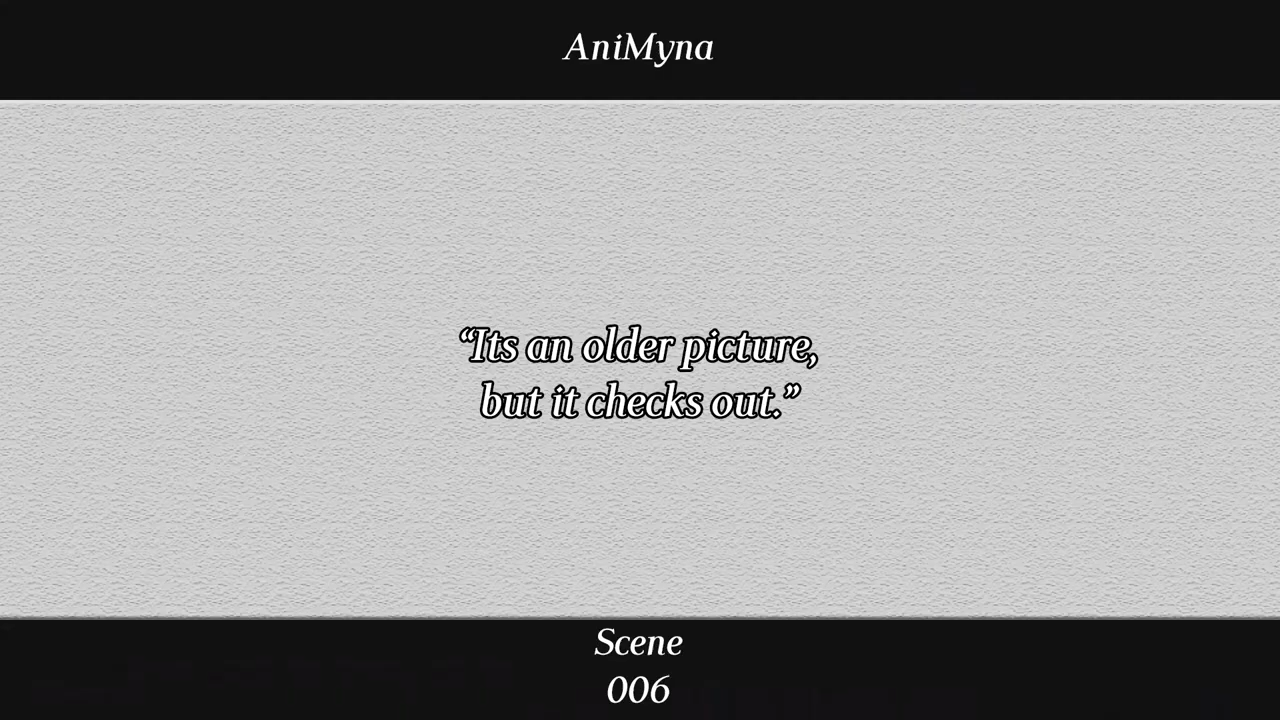 AniMyna
“Its an older picture,
but it checks out.”
Scene
006